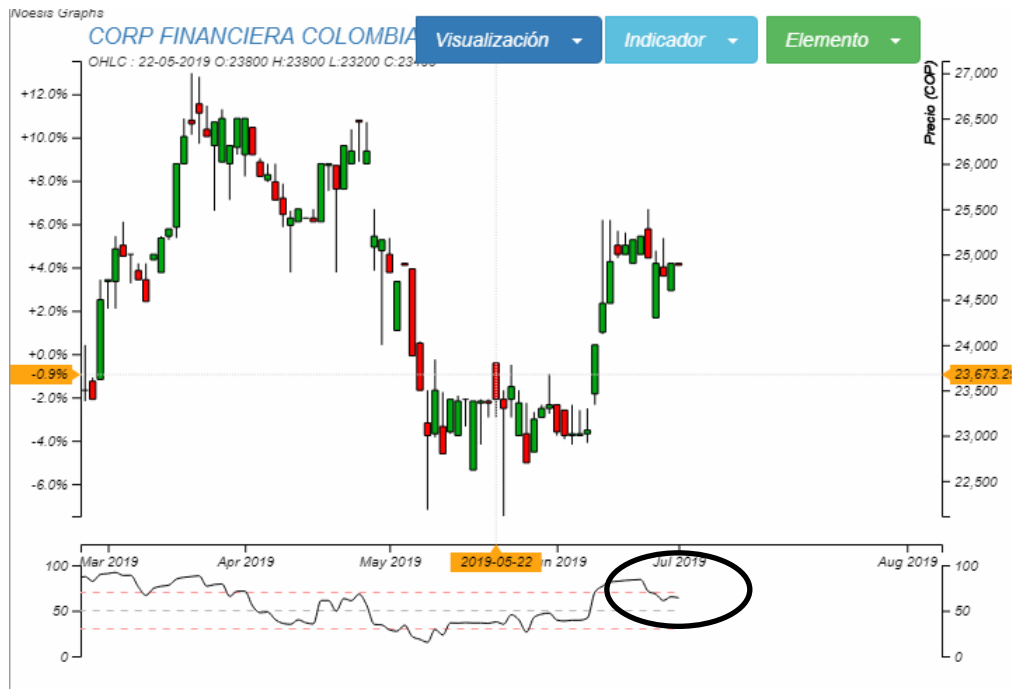 Noesis Graphs
CORP FINANCIERA COLOMBIA
Visualización
Indicador
Elemento
OHLC : 22-05-2019 O:23800 H:23800 L:23200
Precio (COP)
+12.0%
+10.0%
+8.0%
+6.0%
+4.0%
+2.0%
+0.0%
-0.9%
-2.0%
-4.0%
-6.0%
27,000
26,500
26,000
25,500
25,000
24,500
24,000
23,673.2
23,500
23,000
22,500
Mar 2019
Apr 2019
May 2019
2019-05-22
2019
Jul 2019
Aug 2019
100
50
0
100
50
0